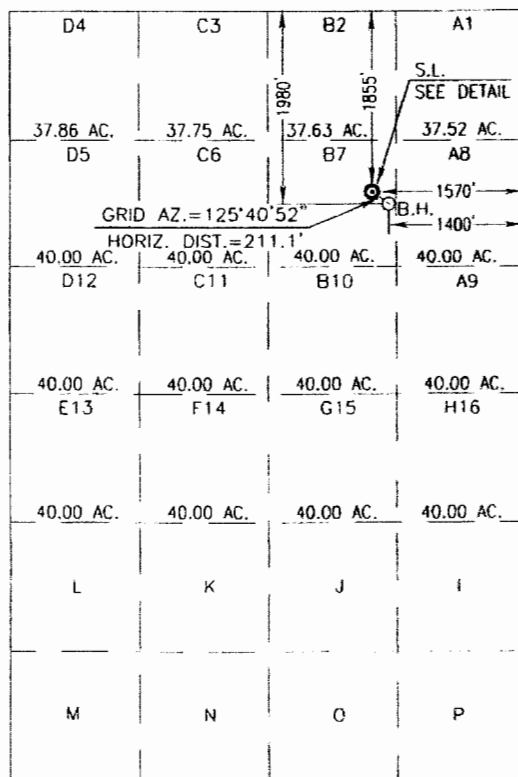 D4 C3 B2 A1
1980'
1855'
S.L.
SEE DETAIL
37.86 AC. 37.75 AC. 37.63 AC. 37.52 AC.
D5 C6 B7 A8
1570'
GRID AZ.=125°40'52"
B.H.
HORIZ. DIST.=211.1'
1400'
40.00 AC. 40.00 AC. 40.00 AC. 40.00 AC.
D12 C11 B10 A9
40.00 AC. 40.00 AC. 40.00 AC. 40.00 AC.
E13 F14 G15 H16
40.00 AC. 40.00 AC. 40.00 AC. 40.00 AC.
L K J I
M N O P